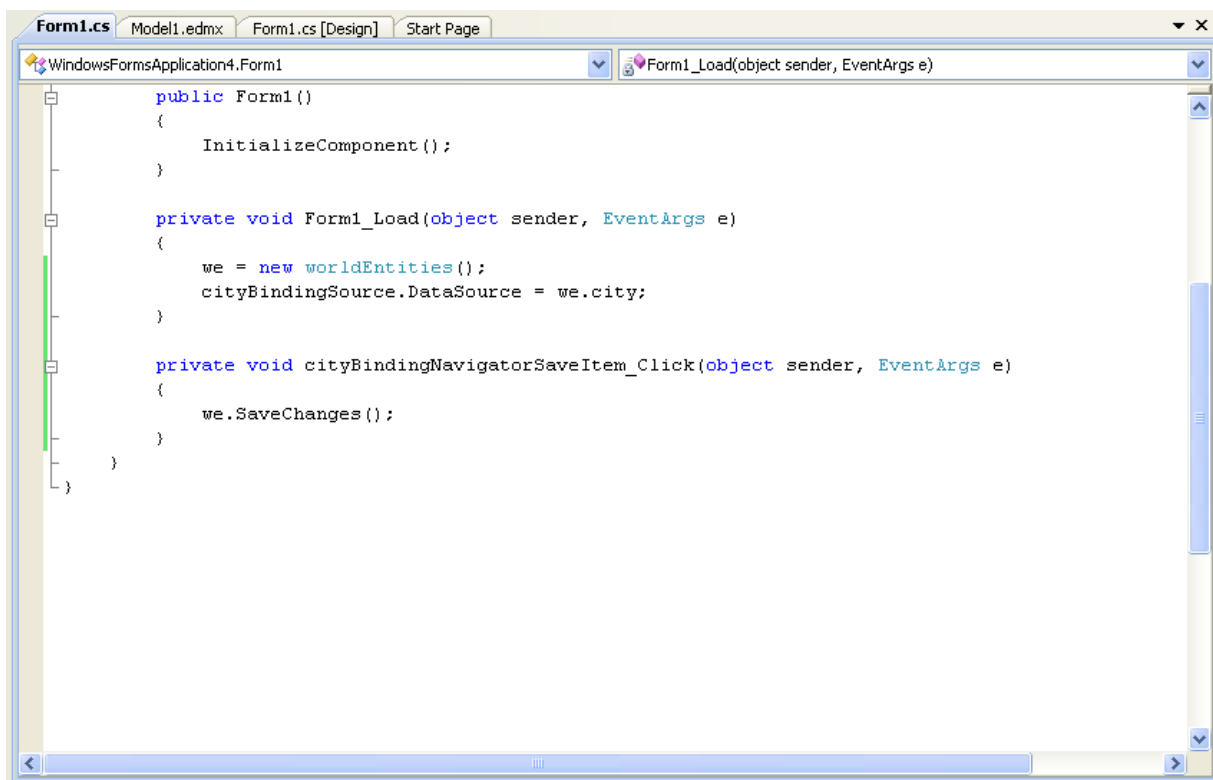 Form1.cs Model1.edmx Form1.cs [Design] Start Page
WindowsFormsApplication4.Form1 Form1_Load(object sender, EventArgs e)
public Form1()
{
InitializeComponent();
}
private void Form1_Load(object sender, EventArgs e)
{
we = new worldEntities();
cityBindingSource.DataSource = we.city;
}
private void cityBindingNavigatorSaveItem_Click(object sender, EventArgs e)
{
we.SaveChanges();
}
}
}